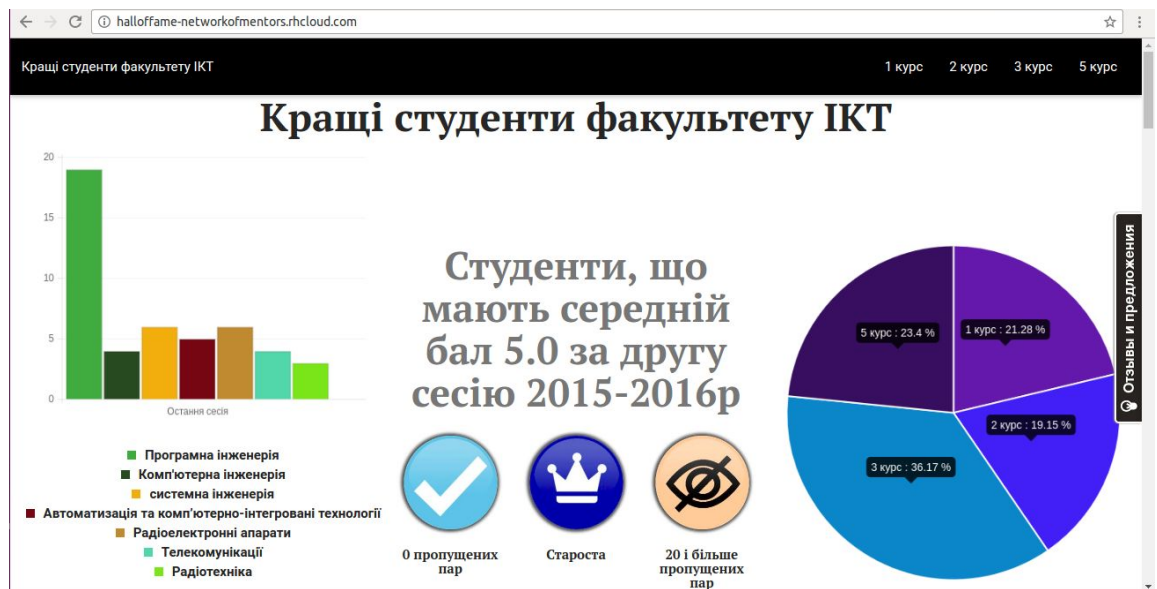 halloffame-networkofmentors.rhcloud.com
Кращі студенти факультету ІКТ
1 курс 2 курс 3 курс 5 курс
Кращі студенти факультету ІКТ
20
15
10
5
0
Остання сесія
Програмна інженерія
Комп'ютерна інженерія
системна інженерія
Автоматизація та комп'ютерно-інтегровані технології
Радіоелектронні апарати
Телекомунікації
Радіотехніка
Студенти, що
мають середній
бал 5.0 за другу
сесію 2015-2016р
0 пропущених
пар
Староста
20 і більше
пропущених
пар
5 курс : 23.4 %
1 курс : 21.28 %
2 курс : 19.15 %
3 курс : 36.17 %
Отзывы и предложения